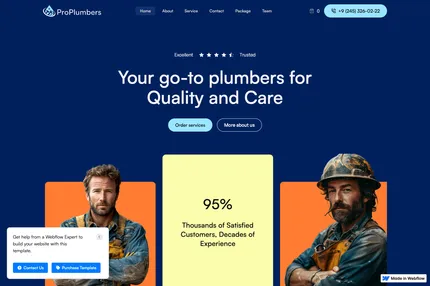 ProPlumbers
Home About Service Contact Package Team
0
+9 (245) 326-02-22
Excellent Trusted
Your go-to plumbers for
Quality and Care
Order services More about us
95%
Thousands of Satisfied
Customers, Decades of
Experience
Get help from a Webflow Expert to
build your website with this
template.
Contact Us Purchase Template
Made in Webflow